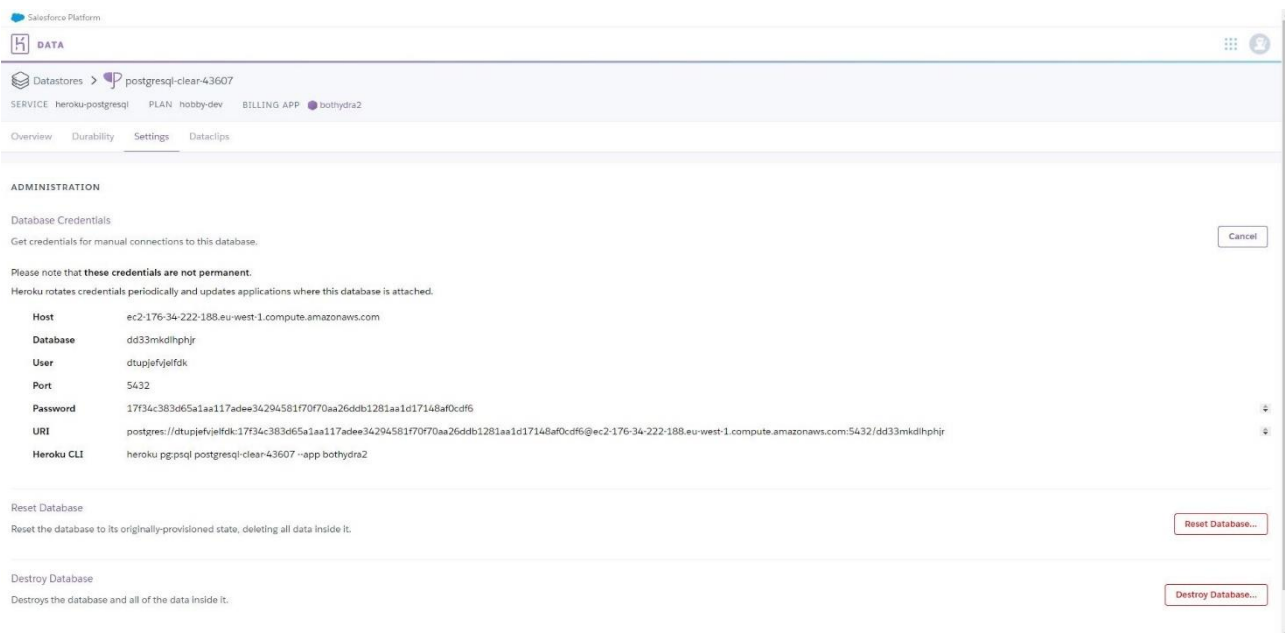 Salesforce Platform
DATA
Datastores > postgresql-clear-43607
SERVICE heroku-postgresql PLAN hobby-dev BILLING APP bothydra2
Overview Durability Settings Dataclips
ADMINISTRATION
Database Credentials
Get credentials for manual connections to this database.
Cancel
Please note that these credentials are not permanent.
Heroku rotates credentials periodically and updates applications where this database is attached.
Host ec2-176-34-222-188.eu-west-1.compute.amazonaws.com
Database dd33mkdlhphjr
User dtupjefvjelfdk
Port 5432
Password 17f34c383d65a1aa117adee34294581f70f70aa26ddb1281aa1d17148af0cdf6
URI postgres://dtupjefvjelfdk:17f34c383d65a1aa117adee34294581f70f70aa26ddb1281aa1d17148af0cdf6@ec2-176-34-222-188.eu-west-1.compute.amazonaws.com:5432/dd33mkdlhphjr
Heroku CLI heroku pg:psql postgresql-clear-43607 --app bothydra2
Reset Database
Reset the database to its originally-provisioned state, deleting all data inside it.
Reset Database...
Destroy Database
Destroys the database and all of the data inside it.
Destroy Database...